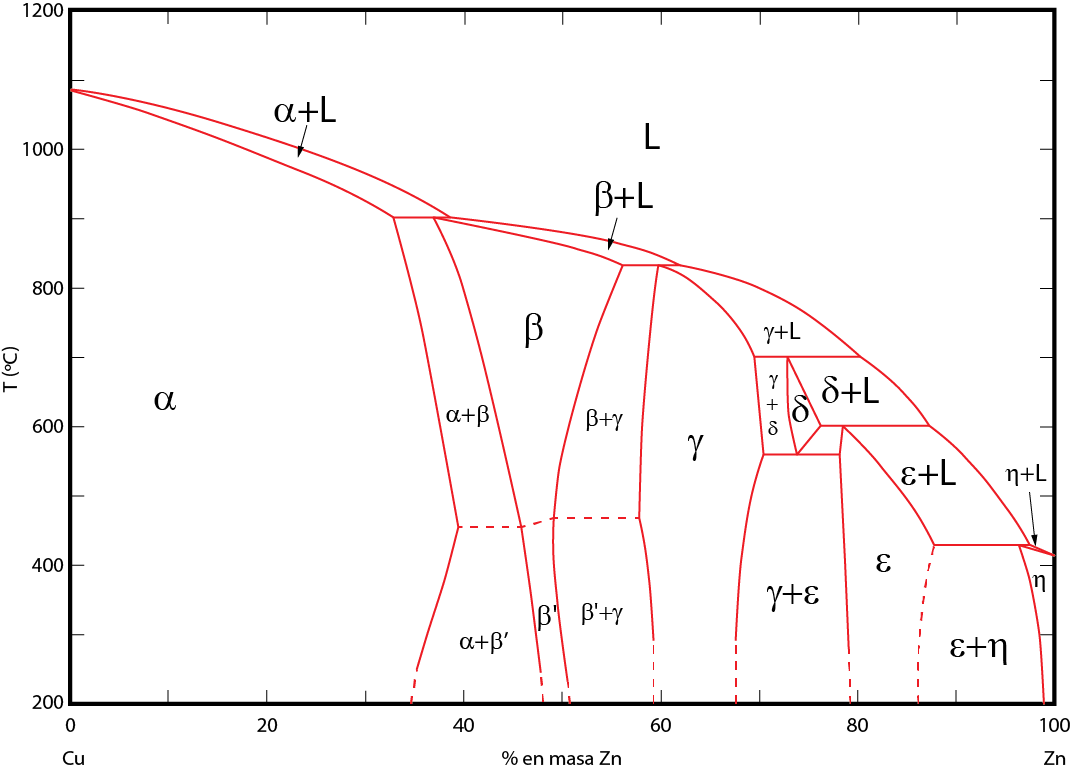 1200
α+L
1000
L
β+L
800
β
γ+L
T (ºC)
α
γ
+
δ
δ
δ+L
α+β
β+γ
600
γ
ε+L
η+L
400
ε
η
γ+ε
β'
β'+γ
α+β′
ε+η
200
0
20
40
60
80
100
Cu
% en masa Zn
Zn